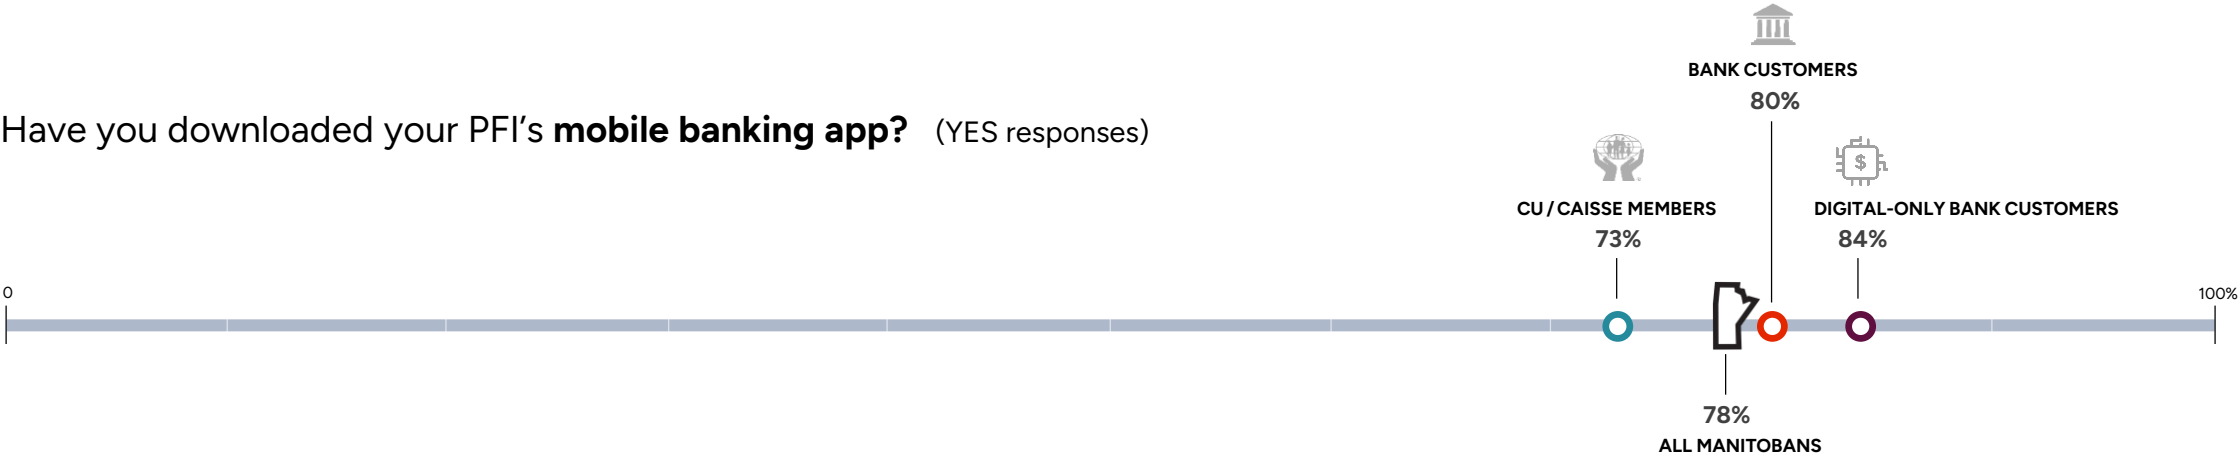 BANK CUSTOMERS
80%
Have you downloaded your PFI’s mobile banking app? (YES responses)
$
CU / CAISSE MEMBERS
73%
DIGITAL-ONLY BANK CUSTOMERS
84%
0
100%
78%
ALL MANITOBANS